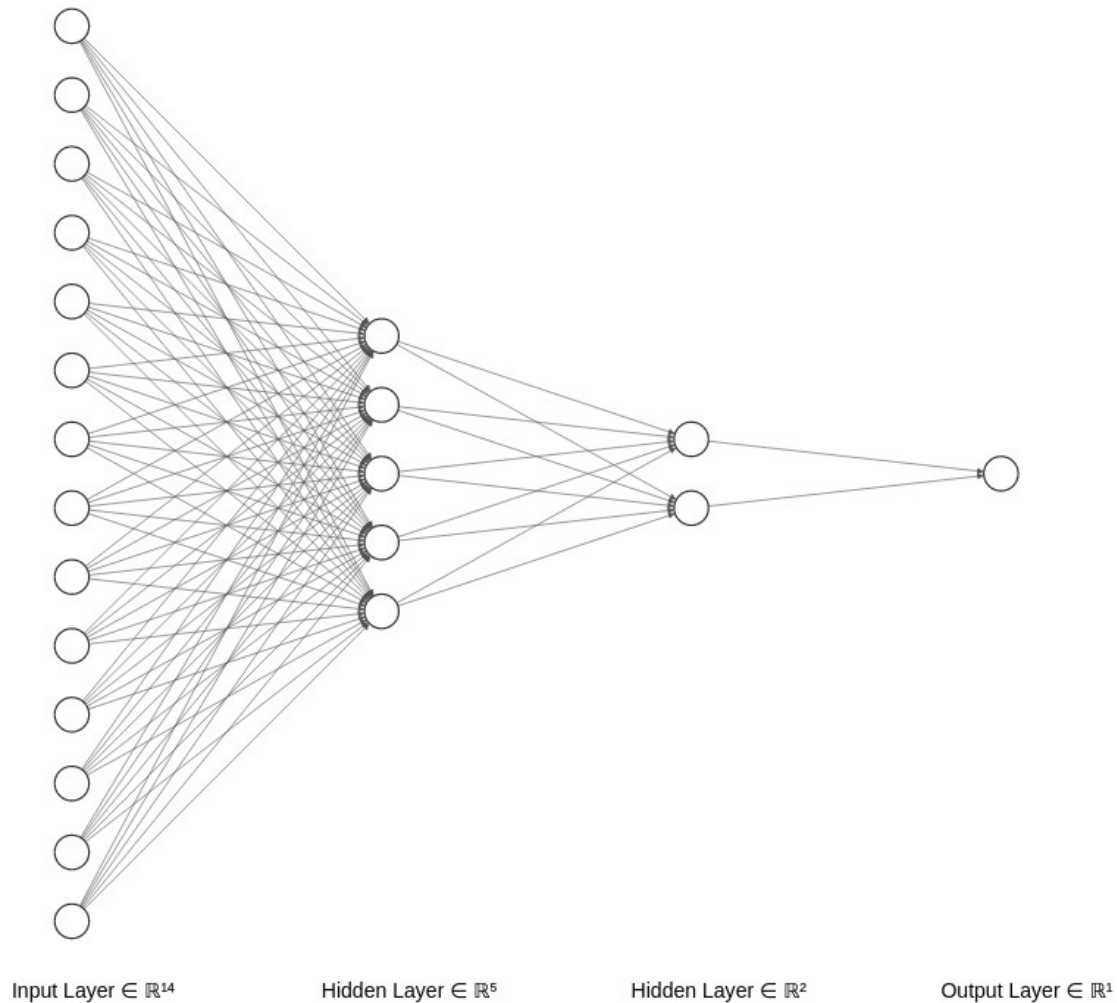 Input Layer ∈ ℝ¹⁴
Hidden Layer ∈ ℝ⁵
Hidden Layer ∈ ℝ²
Output Layer ∈ ℝ¹